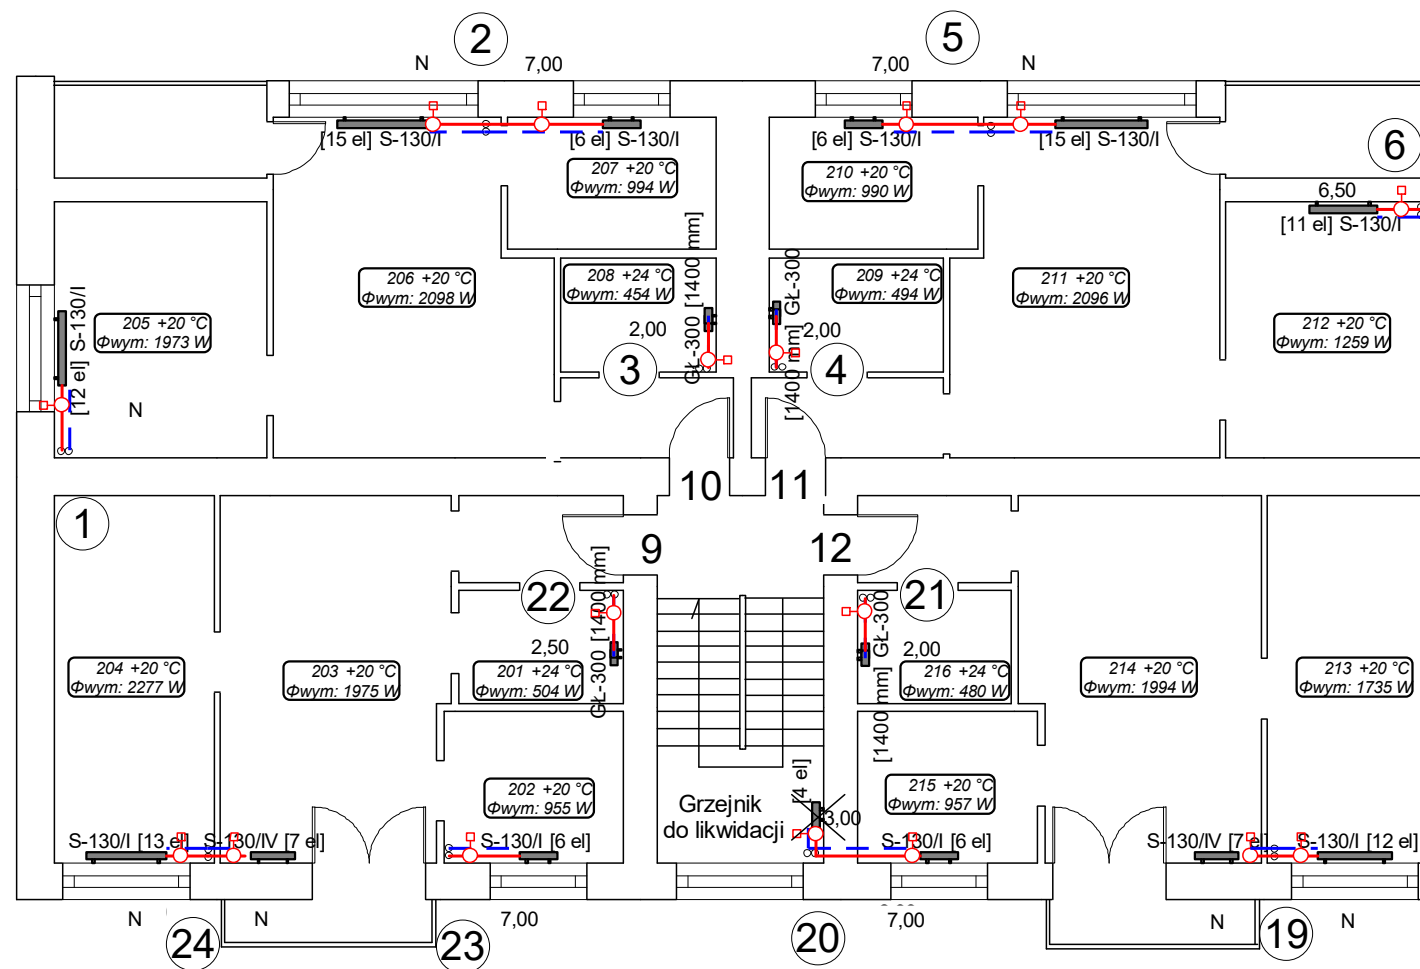 2
5
N
7,00
7,00
N
[15 el] S-130/I
[6 el] S-130/I
[6 el] S-130/I
[15 el] S-130/I
6
207 +20 °C
Φwym: 994 W
210 +20 °C
Φwym: 990 W
6,50
[11 el] S-130/I
206 +20 °C
Φwym: 2098 W
208 +24 °C
Φwym: 454 W
209 +24 °C
Φwym: 494 W
211 +20 °C
Φwym: 2096 W
205 +20 °C
Φwym: 1973 W
212 +20 °C
Φwym: 1259 W
[12 el] S-130/I
GŁ-300 [1400 mm]
[1400 mm] GŁ-300
2,00
2,00
3
4
N
10
11
1
9
12
22
21
GŁ-300 [1400 mm]
[1400 mm] GŁ-300
2,50
2,00
204 +20 °C
Φwym: 2277 W
203 +20 °C
Φwym: 1975 W
201 +24 °C
Φwym: 504 W
216 +24 °C
Φwym: 480 W
214 +20 °C
Φwym: 1994 W
213 +20 °C
Φwym: 1735 W
202 +20 °C
Φwym: 955 W
215 +20 °C
Φwym: 957 W
[4 el]
Grzejnik
do likwidacji
3,00
S-130/I [13 el]
S-130/IV [7 el]
S-130/I [6 el]
S-130/I [6 el]
S-130/IV [7 el]
S-130/I [12 el]
N
N
7,00
7,00
N
N
24
23
20
19